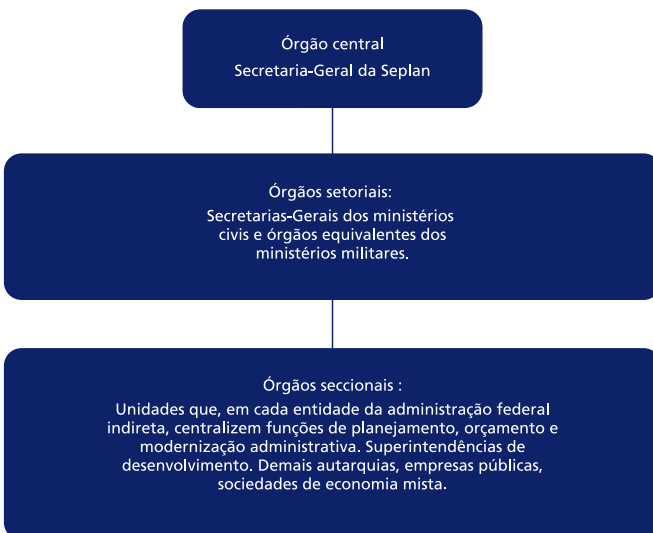 Órgão central
Secretaria-Geral da Seplan
Órgãos setoriais:
Secretarias-Gerais dos ministérios
civis e órgãos equivalentes dos
ministérios militares.
Órgãos seccionais :
Unidades que, em cada entidade da administração federal
indireta, centralizem funções de planejamento, orçamento e
modernização administrativa. Superintendências de
desenvolvimento. Demais autarquias, empresas públicas,
sociedades de economia mista.